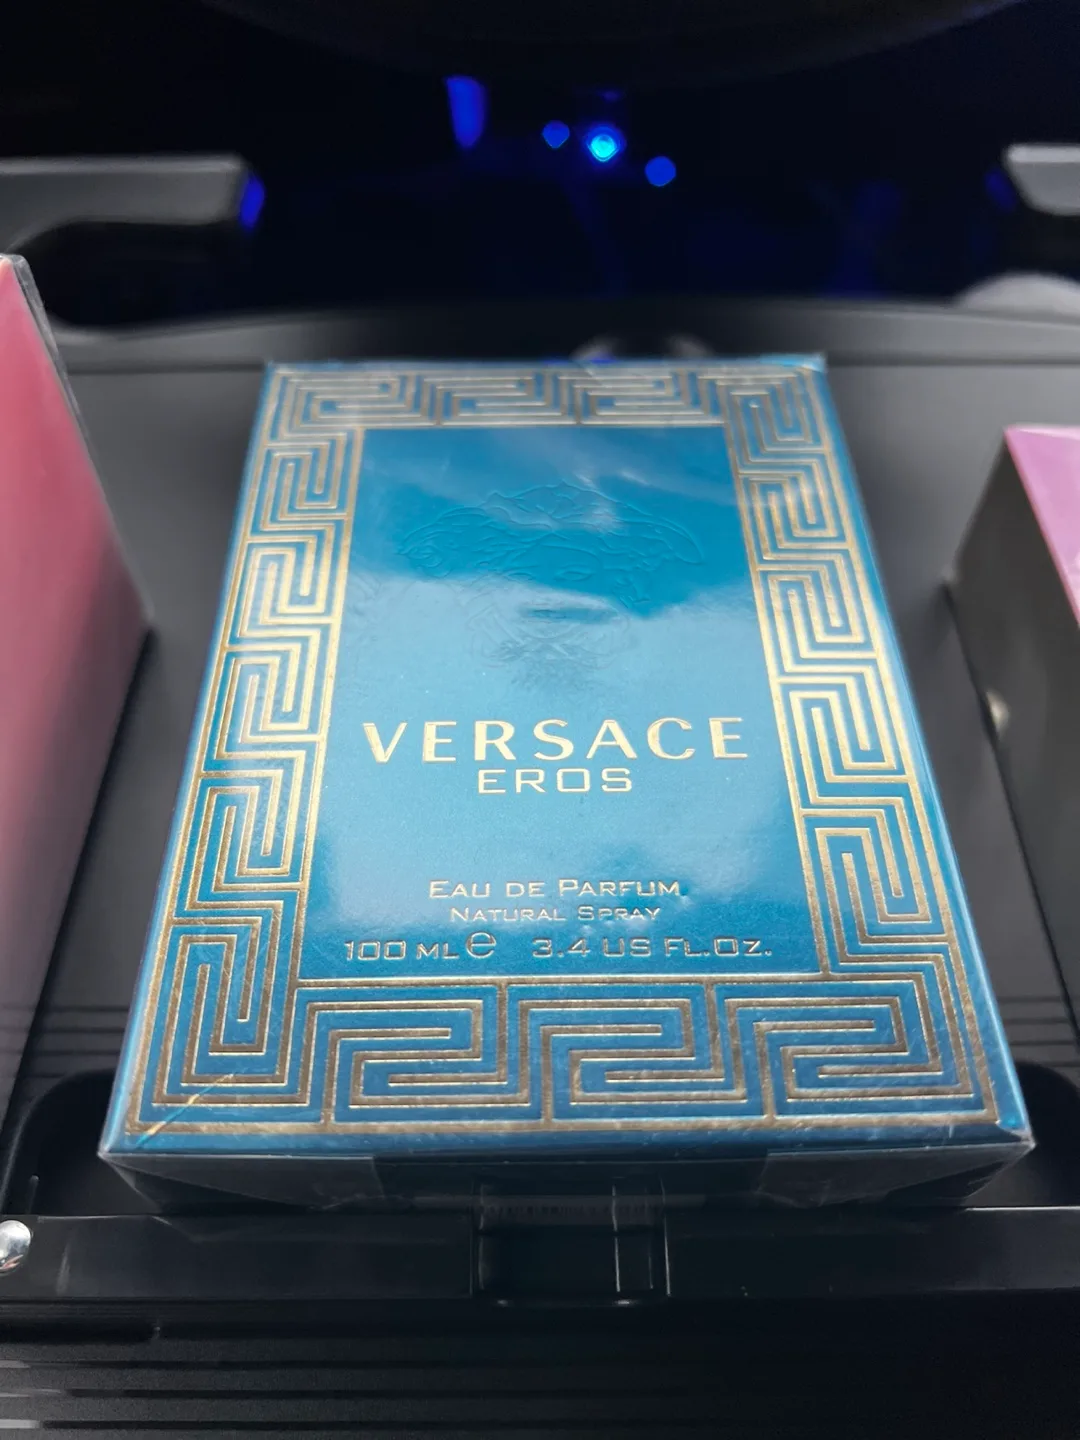 VERSACE
EROS
EAU DE PARFUM
NATURAL SPRAY
100 ML ℮ 3.4 US FL.OZ.